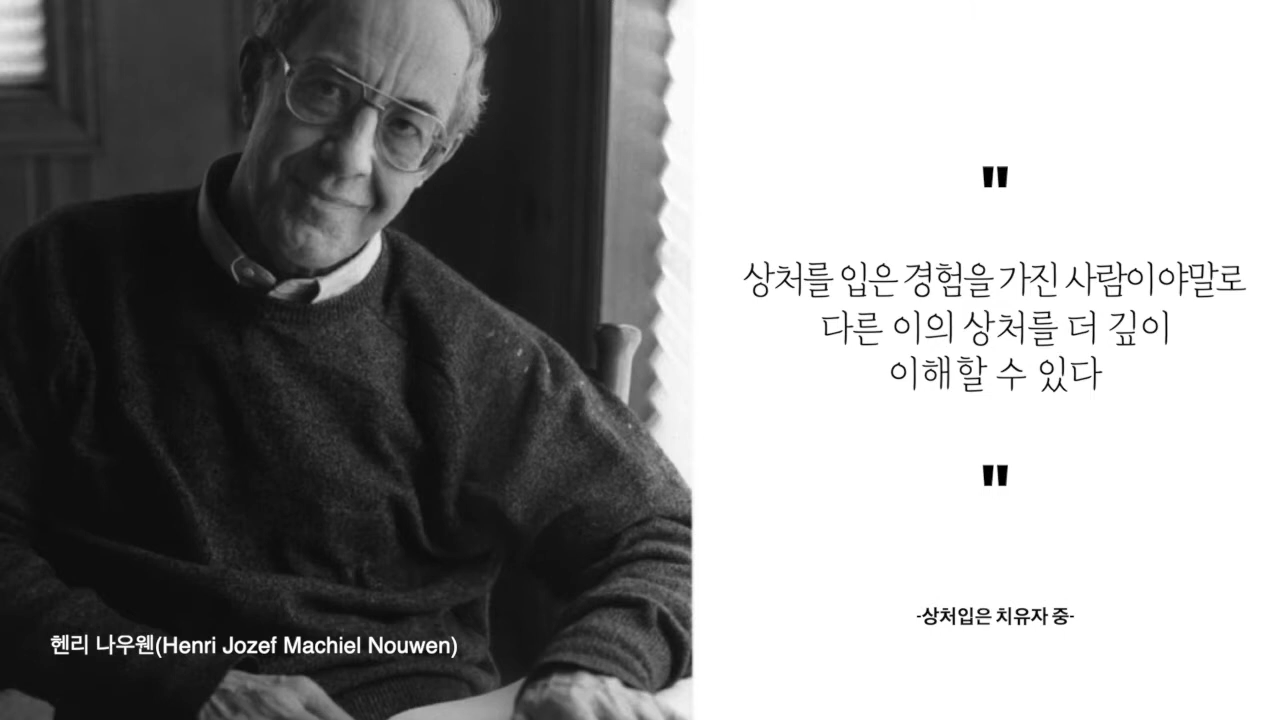 "
상처를 입은 경험을 가진 사람이야말로
다른 이의 상처를 더 깊이
이해할 수 있다
"
-상처입은 치유자 중-
헨리 나우웬(Henri Jozef Machiel Nouwen)